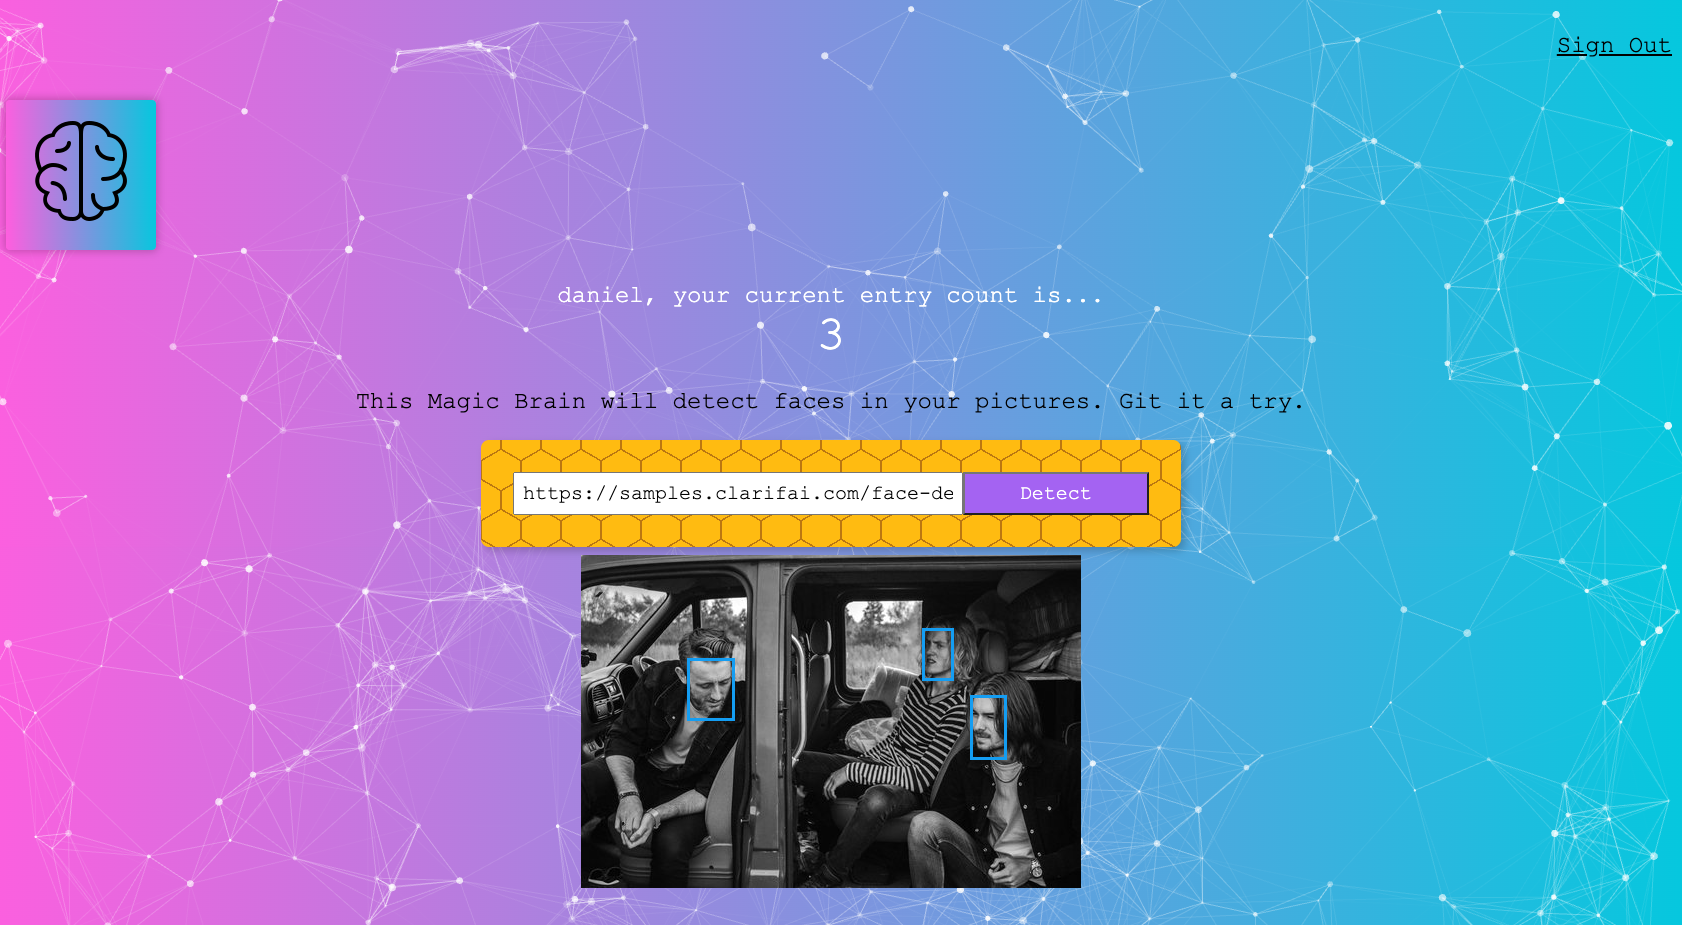 Sign Out
daniel, your current entry count is...
3
This Magic Brain will detect faces in your pictures. Git it a try.
https://samples.clarifai.com/face-de
Detect